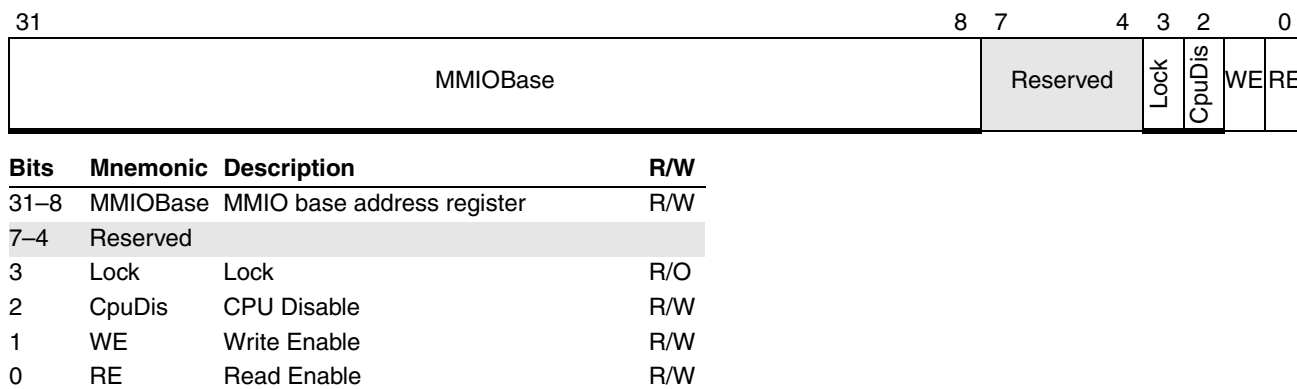 31 8 7 4 3 2 0
MMIOBase Reserved Lock CpuDis WE RE
Bits Mnemonic Description R/W
31–8 MMIOBase MMIO base address register R/W
7–4 Reserved
3 Lock Lock R/O
2 CpuDis CPU Disable R/W
1 WE Write Enable R/W
0 RE Read Enable R/W